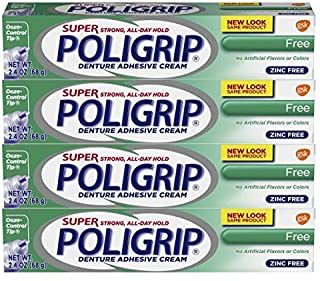 SUPER STRONG, ALL-DAY HOLD
POLIGRIP®
DENTURE ADHESIVE CREAM
Ooze-
Control
Tip®
NET WT.
2.4 OZ (68 g)
NEW LOOK
SAME PRODUCT
gsk
Free
No Artificial Flavors or Colors
ZINC FREE
SUPER STRONG, ALL-DAY HOLD
POLIGRIP®
DENTURE ADHESIVE CREAM
Ooze-
Control
Tip®
NET WT.
2.4 OZ (68 g)
NEW LOOK
SAME PRODUCT
gsk
Free
No Artificial Flavors or Colors
ZINC FREE
SUPER STRONG, ALL-DAY HOLD
POLIGRIP®
DENTURE ADHESIVE CREAM
Ooze-
Control
Tip®
NET WT.
2.4 OZ (68 g)
NEW LOOK
SAME PRODUCT
gsk
Free
No Artificial Flavors or Colors
ZINC FREE
SUPER STRONG, ALL-DAY HOLD
POLIGRIP®
DENTURE ADHESIVE CREAM
Ooze-
Control
Tip®
NET WT.
2.4 OZ (68 g)
NEW LOOK
SAME PRODUCT
gsk
Free
No Artificial Flavors or Colors
ZINC FREE